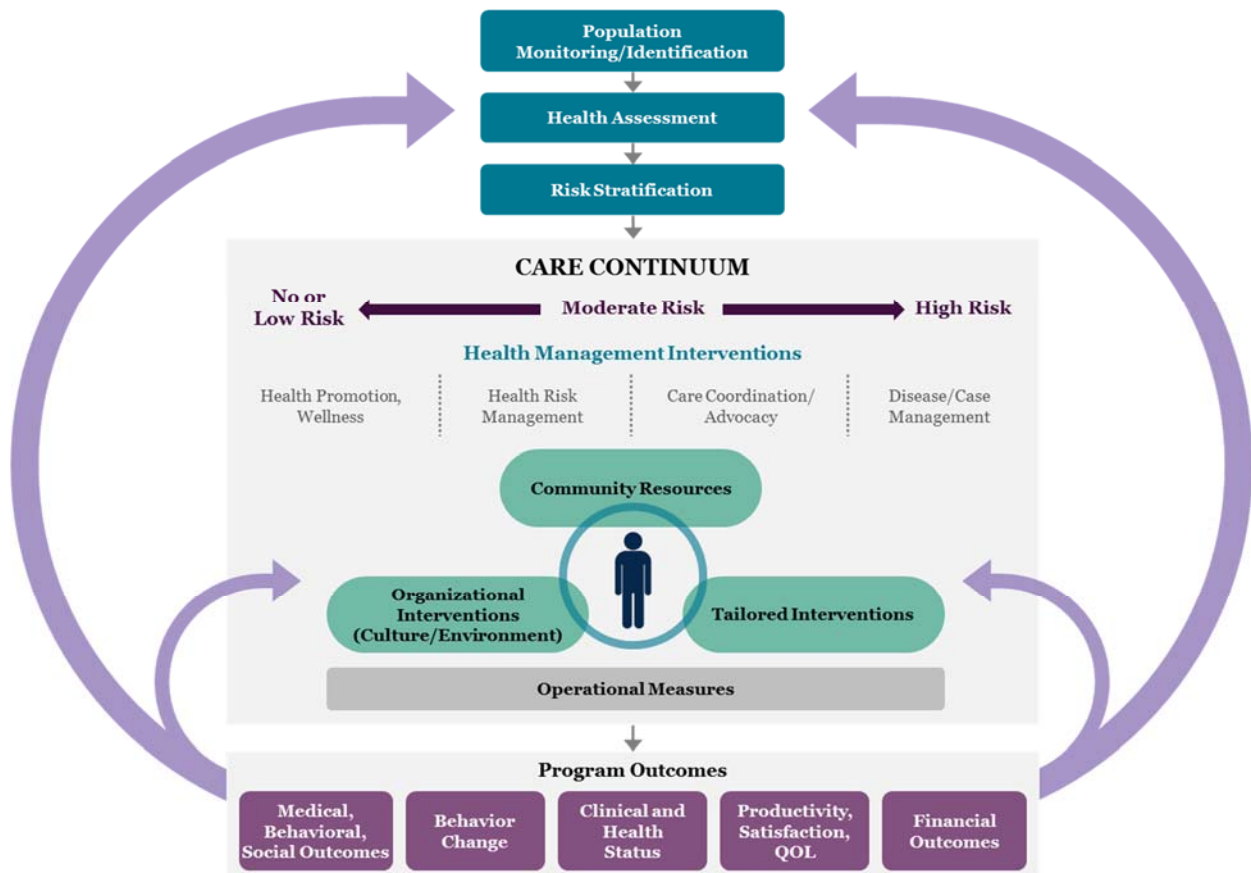 Population
Monitoring/Identification
Health Assessment
Risk Stratification
CARE CONTINUUM
No or
Low Risk
Moderate Risk
High Risk
Health Management Interventions
Health Promotion,
Wellness
Health Risk
Management
Care Coordination/
Advocacy
Disease/Case
Management
Community Resources
Organizational
Interventions
(Culture/Environment)
Tailored Interventions
Operational Measures
Program Outcomes
Medical,
Behavioral,
Social Outcomes
Behavior
Change
Clinical and
Health
Status
Productivity,
Satisfaction,
QOL
Financial
Outcomes